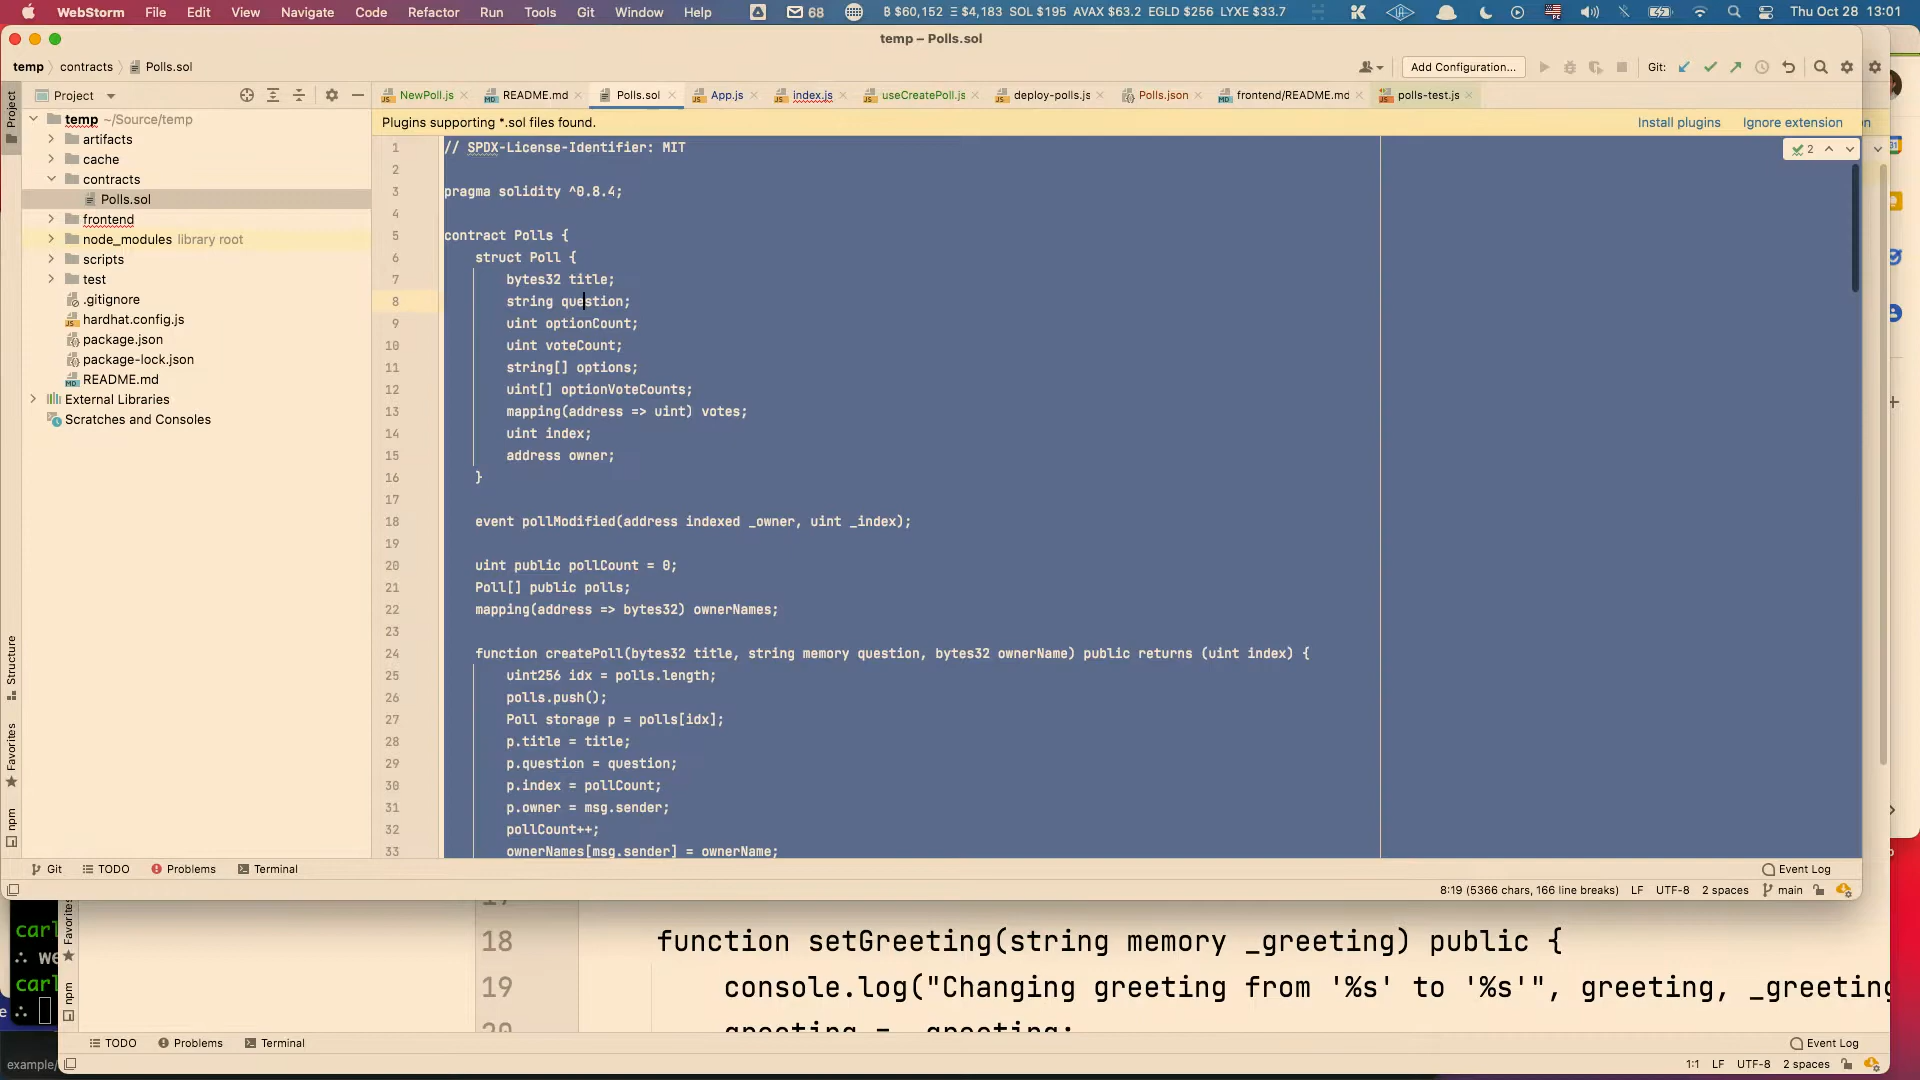 WebStorm File Edit View Navigate Code Refactor Run Tools Git Window Help 68 ₿ $60,152 Ξ $4,183 SOL $195 AVAX $63.2 EGLD $256 LYXE $33.7 Thu Oct 28 13:01
temp – Polls.sol
temp contracts Polls.sol
Add Configuration... Git:
Project
NewPoll.js README.md Polls.sol App.js index.js useCreatePoll.js deploy-polls.js Polls.json frontend/README.md polls-test.js
Plugins supporting *.sol files found. Install plugins Ignore extension
Project
temp ~/Source/temp
artifacts
cache
contracts
Polls.sol
frontend
node_modules library root
scripts
test
.gitignore
hardhat.config.js
package.json
package-lock.json
README.md
External Libraries
Scratches and Consoles
Structure
Favorites
npm
2
1 // SPDX-License-Identifier: MIT
2
3 pragma solidity ^0.8.4;
4
5 contract Polls {
6 struct Poll {
7 bytes32 title;
8 string question;
9 uint optionCount;
10 uint voteCount;
11 string[] options;
12 uint[] optionVoteCounts;
13 mapping(address => uint) votes;
14 uint index;
15 address owner;
16 }
17
18 event pollModified(address indexed _owner, uint _index);
19
20 uint public pollCount = 0;
21 Poll[] public polls;
22 mapping(address => bytes32) ownerNames;
23
24 function createPoll(bytes32 title, string memory question, bytes32 ownerName) public returns (uint index) {
25 uint256 idx = polls.length;
26 polls.push();
27 Poll storage p = polls[idx];
28 p.title = title;
29 p.question = question;
30 p.index = pollCount;
31 p.owner = msg.sender;
32 pollCount++;
33 ownerNames[msg.sender] = ownerName;
Git TODO Problems Terminal Event Log
8:19 (5366 chars, 166 line breaks) LF UTF-8 2 spaces main
carl
∴ we
carl
∴
example/
Favorites
npm
17
18 function setGreeting(string memory _greeting) public {
19 console.log("Changing greeting from '%s' to '%s'", greeting, _greeting
20 greeting = _greeting;
TODO Problems Terminal Event Log
1:1 LF UTF-8 2 spaces